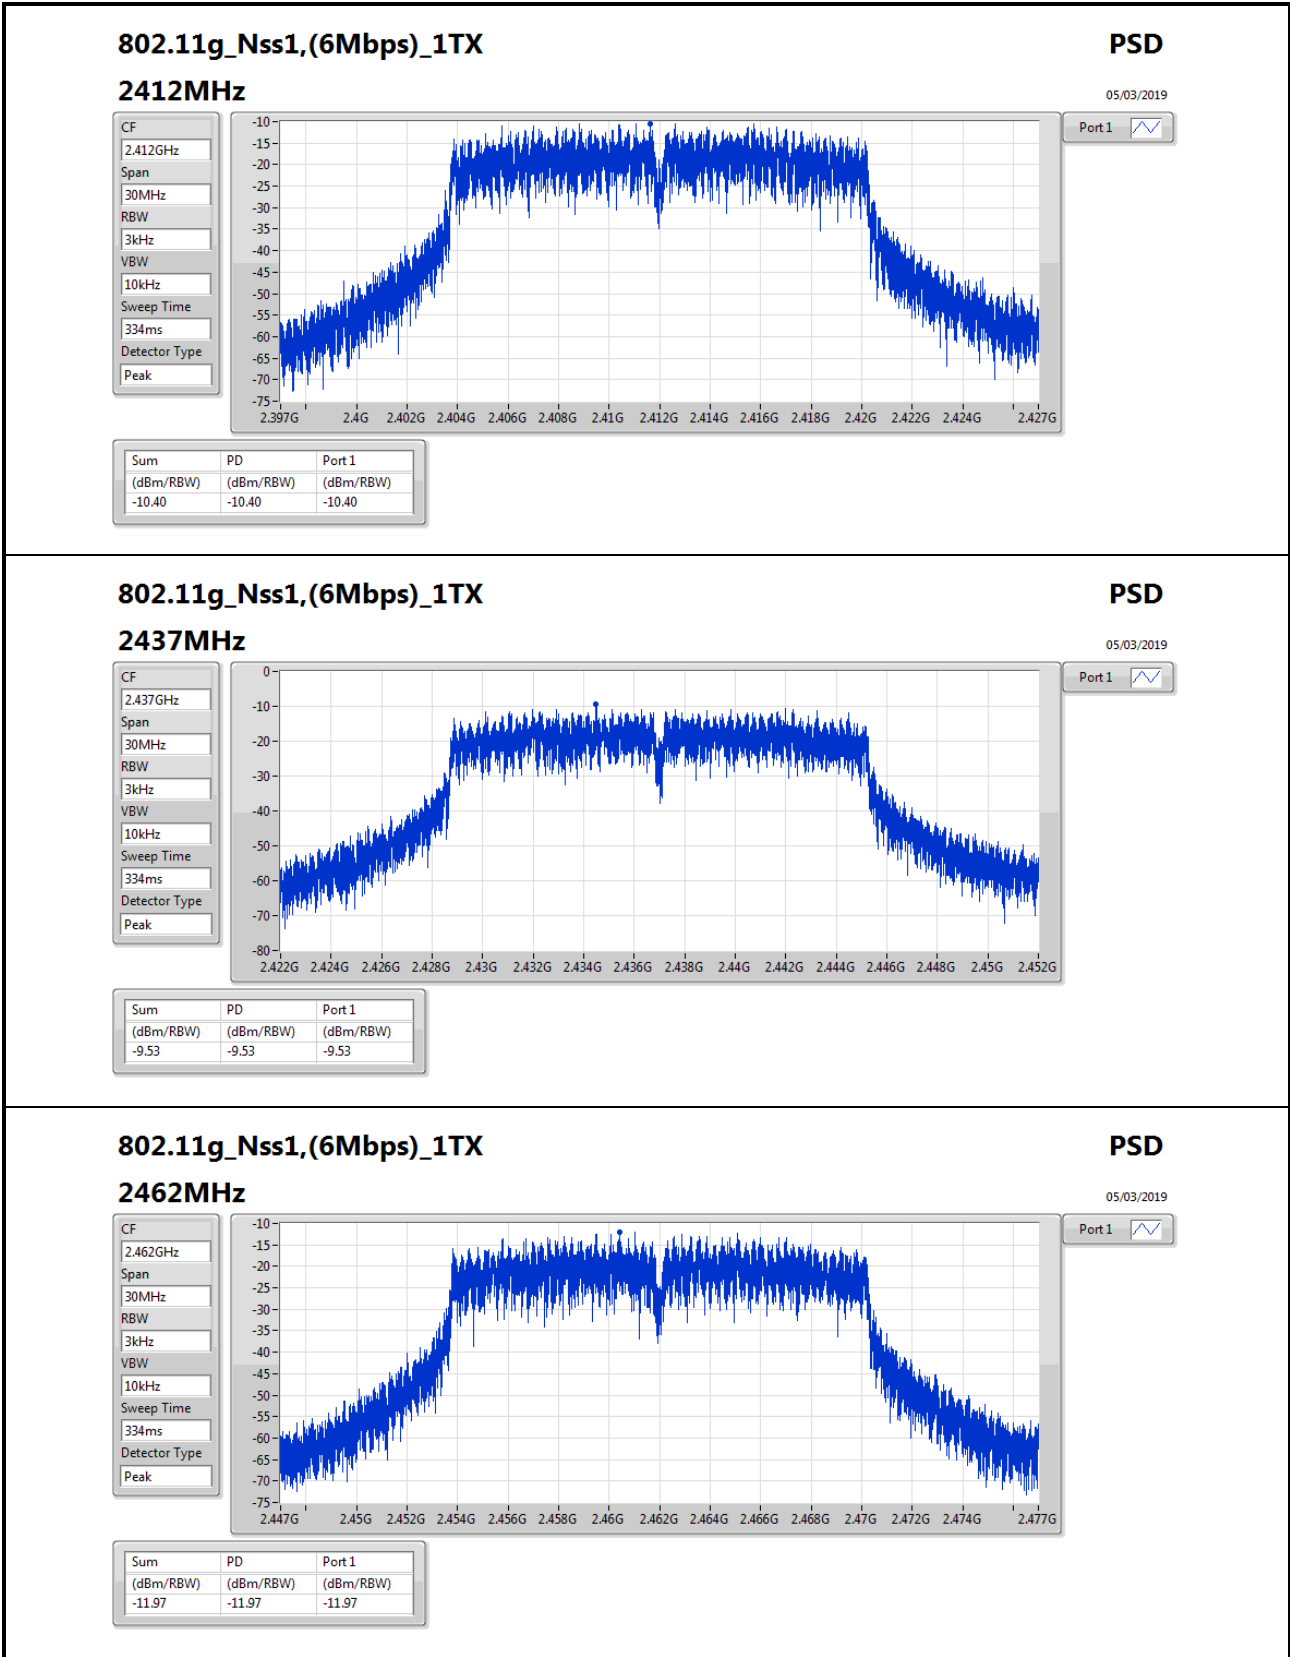 802.11g_Nss1,(6Mbps)_1TX PSD
2412MHz 05/03/2019
CF
2.412GHz
Span
30MHz
RBW
3kHz
VBW
10kHz
Sweep Time
334ms
Detector Type
Peak
-10
-15
-20
-25
-30
-35
-40
-45
-50
-55
-60
-65
-70
-75
2.397G 2.4G 2.402G 2.404G 2.406G 2.408G 2.41G 2.412G 2.414G 2.416G 2.418G 2.42G 2.422G 2.424G 2.427G
Port 1
Sum PD Port 1
(dBm/RBW) (dBm/RBW) (dBm/RBW)
-10.40 -10.40 -10.40
802.11g_Nss1,(6Mbps)_1TX PSD
2437MHz 05/03/2019
CF
2.437GHz
Span
30MHz
RBW
3kHz
VBW
10kHz
Sweep Time
334ms
Detector Type
Peak
0
-10
-20
-30
-40
-50
-60
-70
-80
2.422G 2.424G 2.426G 2.428G 2.43G 2.432G 2.434G 2.436G 2.438G 2.44G 2.442G 2.444G 2.446G 2.448G 2.45G 2.452G
Port 1
Sum PD Port 1
(dBm/RBW) (dBm/RBW) (dBm/RBW)
-9.53 -9.53 -9.53
802.11g_Nss1,(6Mbps)_1TX PSD
2462MHz 05/03/2019
CF
2.462GHz
Span
30MHz
RBW
3kHz
VBW
10kHz
Sweep Time
334ms
Detector Type
Peak
-10
-15
-20
-25
-30
-35
-40
-45
-50
-55
-60
-65
-70
-75
2.447G 2.45G 2.452G 2.454G 2.456G 2.458G 2.46G 2.462G 2.464G 2.466G 2.468G 2.47G 2.472G 2.474G 2.477G
Port 1
Sum PD Port 1
(dBm/RBW) (dBm/RBW) (dBm/RBW)
-11.97 -11.97 -11.97